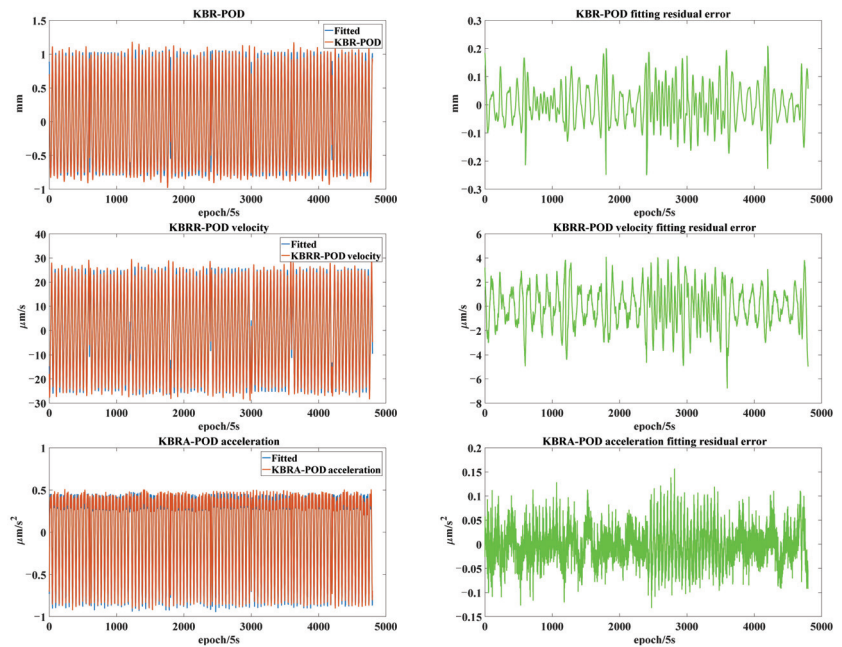 KBR-POD
1.5
1
0.5
0
−0.5
−1
mm
Fitted
KBR-POD
0 1000 2000 3000 4000 5000
epoch/5s
KBR-POD fitting residual error
0.3
0.2
0.1
0
−0.1
−0.2
0.3
mm
0 1000 2000 3000 4000 5000
epoch/5s
KBRR-POD velocity
40
30
20
10
0
−10
−20
−30
μm/s
Fitted
KBRR-POD velocity
0 1000 2000 3000 4000 5000
epoch/5s
KBRR-POD velocity fitting residual error
6
4
2
0
−2
−4
−6
8
μm/s
0 1000 2000 3000 4000 5000
epoch/5s
KBRA-POD acceleration
1
0.5
0
−0.5
−1
μm/s²
Fitted
KBRA-POD acceleration
0 1000 2000 3000 4000 5000
epoch/5s
KBRA-POD acceleration fitting residual error
0.2
0.15
0.1
0.05
0
−0.05
−0.1
−0.15
μm/s²
0 1000 2000 3000 4000 5000
epoch/5s